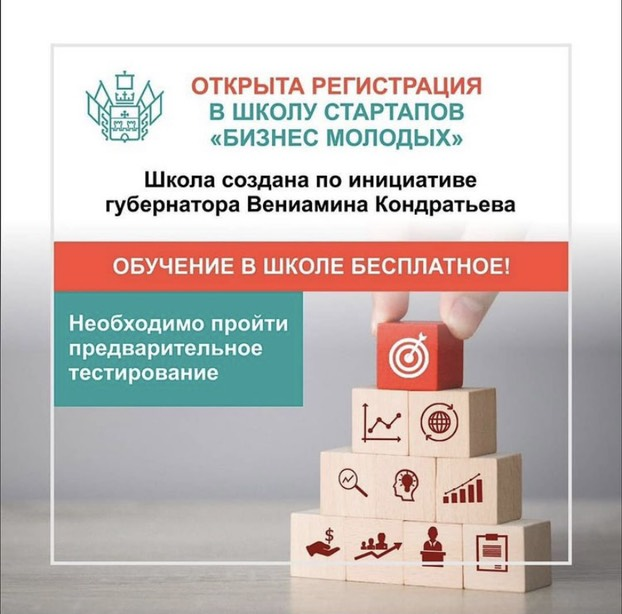 ОТКРЫТА РЕГИСТРАЦИЯ
В ШКОЛУ СТАРТАПОВ
«БИЗНЕС МОЛОДЫХ»
Школа создана по инициативе
губернатора Вениамина Кондратьева
ОБУЧЕНИЕ В ШКОЛЕ БЕСПЛАТНОЕ!
Необходимо пройти
предварительное
тестирование
$